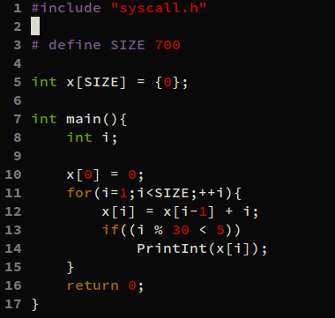 1 #include "syscall.h"
2
3 # define SIZE 700
4
5 int x[SIZE] = {0};
6
7 int main(){
8     int i;
9
10     x[0] = 0;
11     for(i=1;i<SIZE;++i){
12         x[i] = x[i-1] + i;
13         if((i % 30 < 5))
14             PrintInt(x[i]);
15     }
16     return 0;
17 }